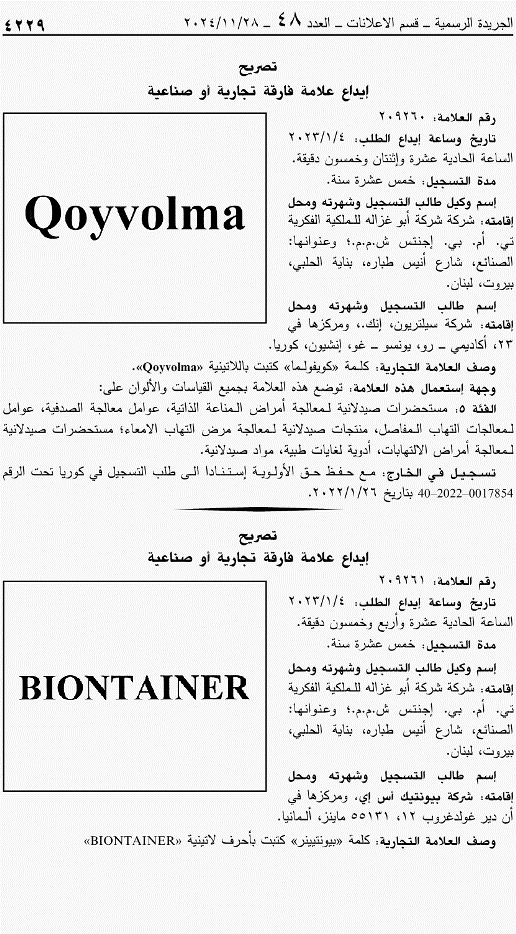 الجريدة الرسمية ـ قسم الاعلانات ـ العدد ٤٨ ـ ٢٠٢٤/١١/٢٨
٤٢٢٩
تصريح
إيداع علامة فارقة تجارية أو صناعية
Qoyvolma
رقم العلامة: ٢٠٩٢٦٠
تاريخ وساعة إيداع الطلب: ٢٠٢٣/١/٤
الساعة الحادية عشرة وإثنتان وخمسون دقيقة.
مدة التسجيل: خمس عشرة سنة.
إسم وكيل طالب التسجيل وشهرته ومحل
إقامته: شركة شركة أبو غزاله للملكية الفكرية
تي. أم. بي. إجنتس ش.م.م.؛ وعنوانها:
الصنائع، شارع أنيس طباره، بناية الحلبي،
بيروت، لبنان.
إسم طالب التسجيل وشهرته ومحل
إقامته: شركة سيلتريون، إنك.، ومركزها في
٢٣، أكاديمي – رو، يونسو – غو، إنشيون، كوريا.
وصف العلامة التجارية: كلمة «كويفولما» كتبت باللاتينية «Qoyvolma».
وجهة إستعمال هذه العلامة: توضع هذه العلامة بجميع القياسات والألوان على:
الفئة ٥: مستحضرات صيدلانية لمعالجة أمراض المناعة الذاتية، عوامل معالجة الصدفية، عوامل
لمعالجات التهاب المفاصل، منتجات صيدلانية لمعالجة مرض التهاب الامعاء؛ مستحضرات صيدلانية
لمعالجة أمراض الالتهابات، أدوية لغايات طبية، مواد صيدلانية.
تسجيل في الخارج: مع حفظ حق الأولوية إستنادا الى طلب التسجيل في كوريا تحت الرقم
40–2022–0017854 بتاريخ ٢٠٢٢/١/٢٦.
تصريح
إيداع علامة فارقة تجارية أو صناعية
BIONTAINER
رقم العلامة: ٢٠٩٢٦١
تاريخ وساعة إيداع الطلب: ٢٠٢٣/١/٤
الساعة الحادية عشرة وأربع وخمسون دقيقة.
مدة التسجيل: خمس عشرة سنة.
إسم وكيل طالب التسجيل وشهرته ومحل
إقامته: شركة شركة أبو غزاله للملكية الفكرية
تي. أم. بي. إجنتس ش.م.م.؛ وعنوانها:
الصنائع، شارع أنيس طباره، بناية الحلبي،
بيروت، لبنان.
إسم طالب التسجيل وشهرته ومحل
إقامته: شركة بيونتيك أس إي، ومركزها في
أن دير غولدغروب ١٢، ٥٥١٣١ ماينز، ألمانيا.
وصف العلامة التجارية: كلمة «بيونتيينر» كتبت بأحرف لاتينية «BIONTAINER»